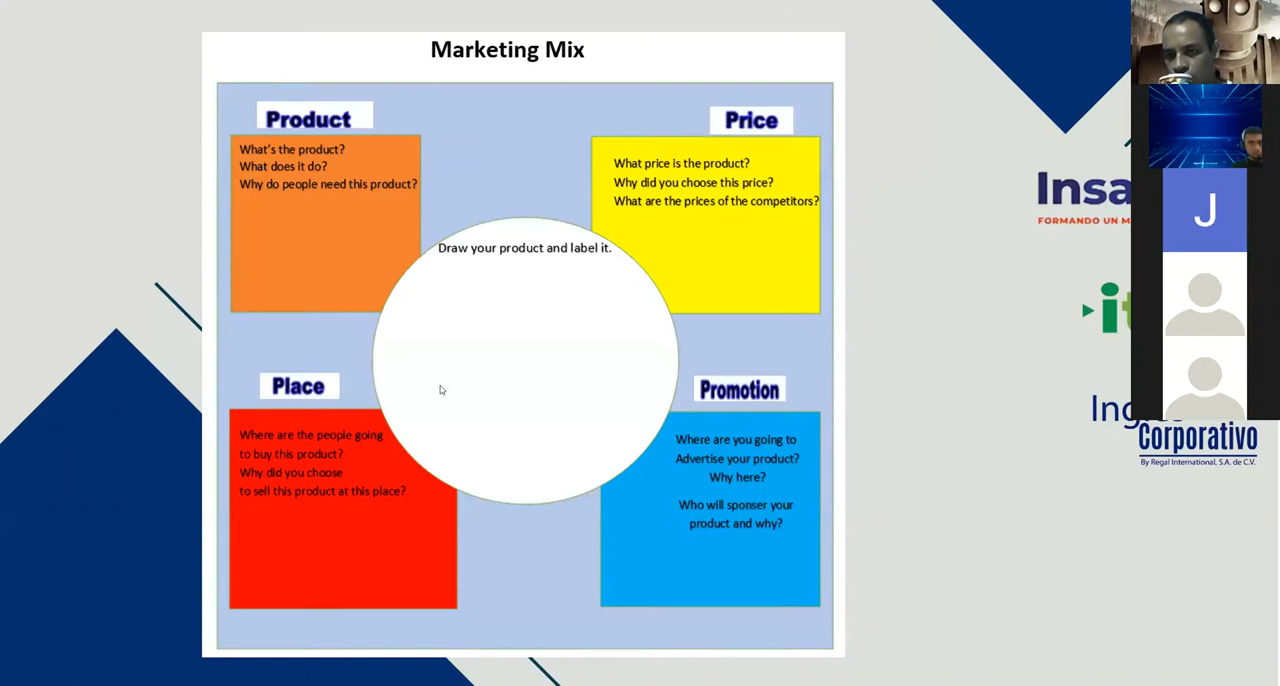 Marketing Mix
Product
What's the product?
What does it do?
Why do people need this product?
Price
What price is the product?
Why did you choose this price?
What are the prices of the competitors?
Draw your product and label it.
Place
Where are the people going
to buy this product?
Why did you choose
to sell this product at this place?
Promotion
Where are you going to
Advertise your product?
Why here?
Who will sponser your
product and why?
Insa
FORMANDO UN M
J
it
Ing
Corporativo
By Regal International, S.A. de C.V.